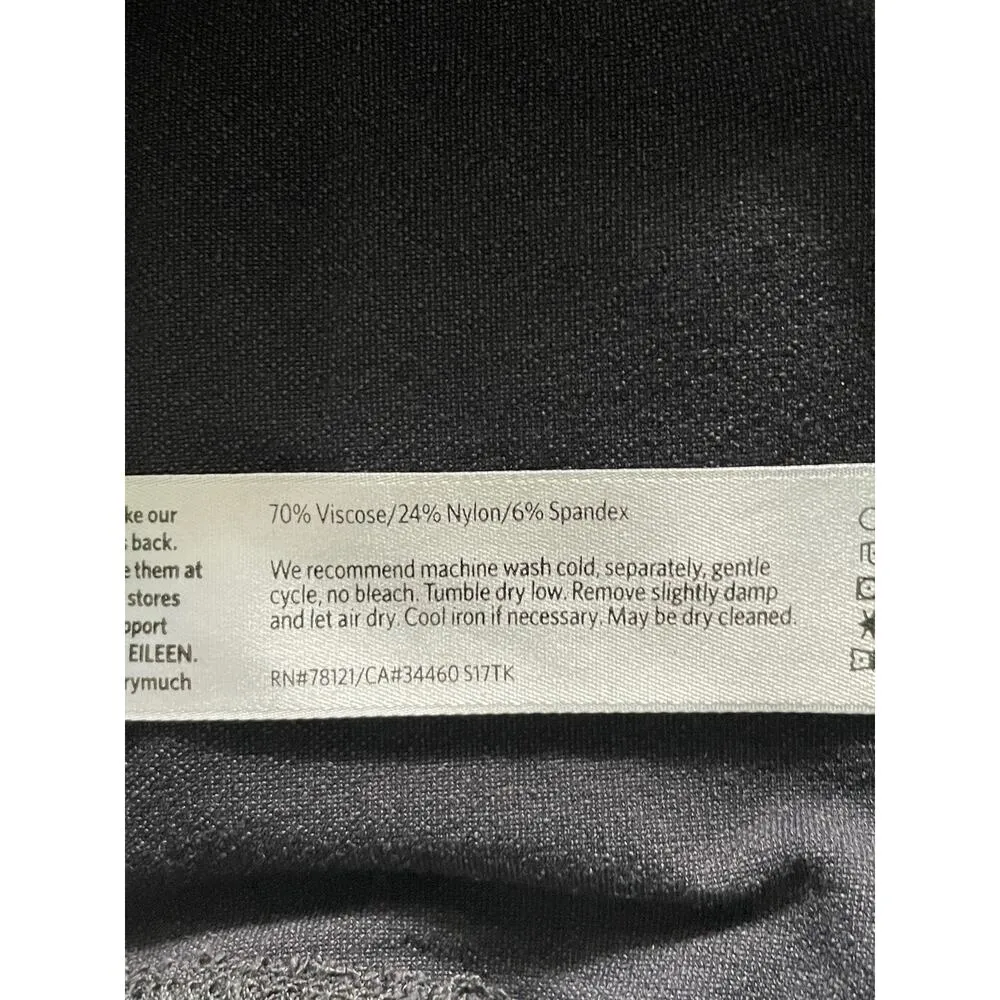 ke our
back.
e them at
stores
pport
EILEEN.
rymuch
70% Viscose/24% Nylon/6% Spandex
We recommend machine wash cold, separately, gentle
cycle, no bleach. Tumble dry low. Remove slightly damp
and let air dry. Cool iron if necessary. May be dry cleaned.
RN#78121/CA#34460 S17TK